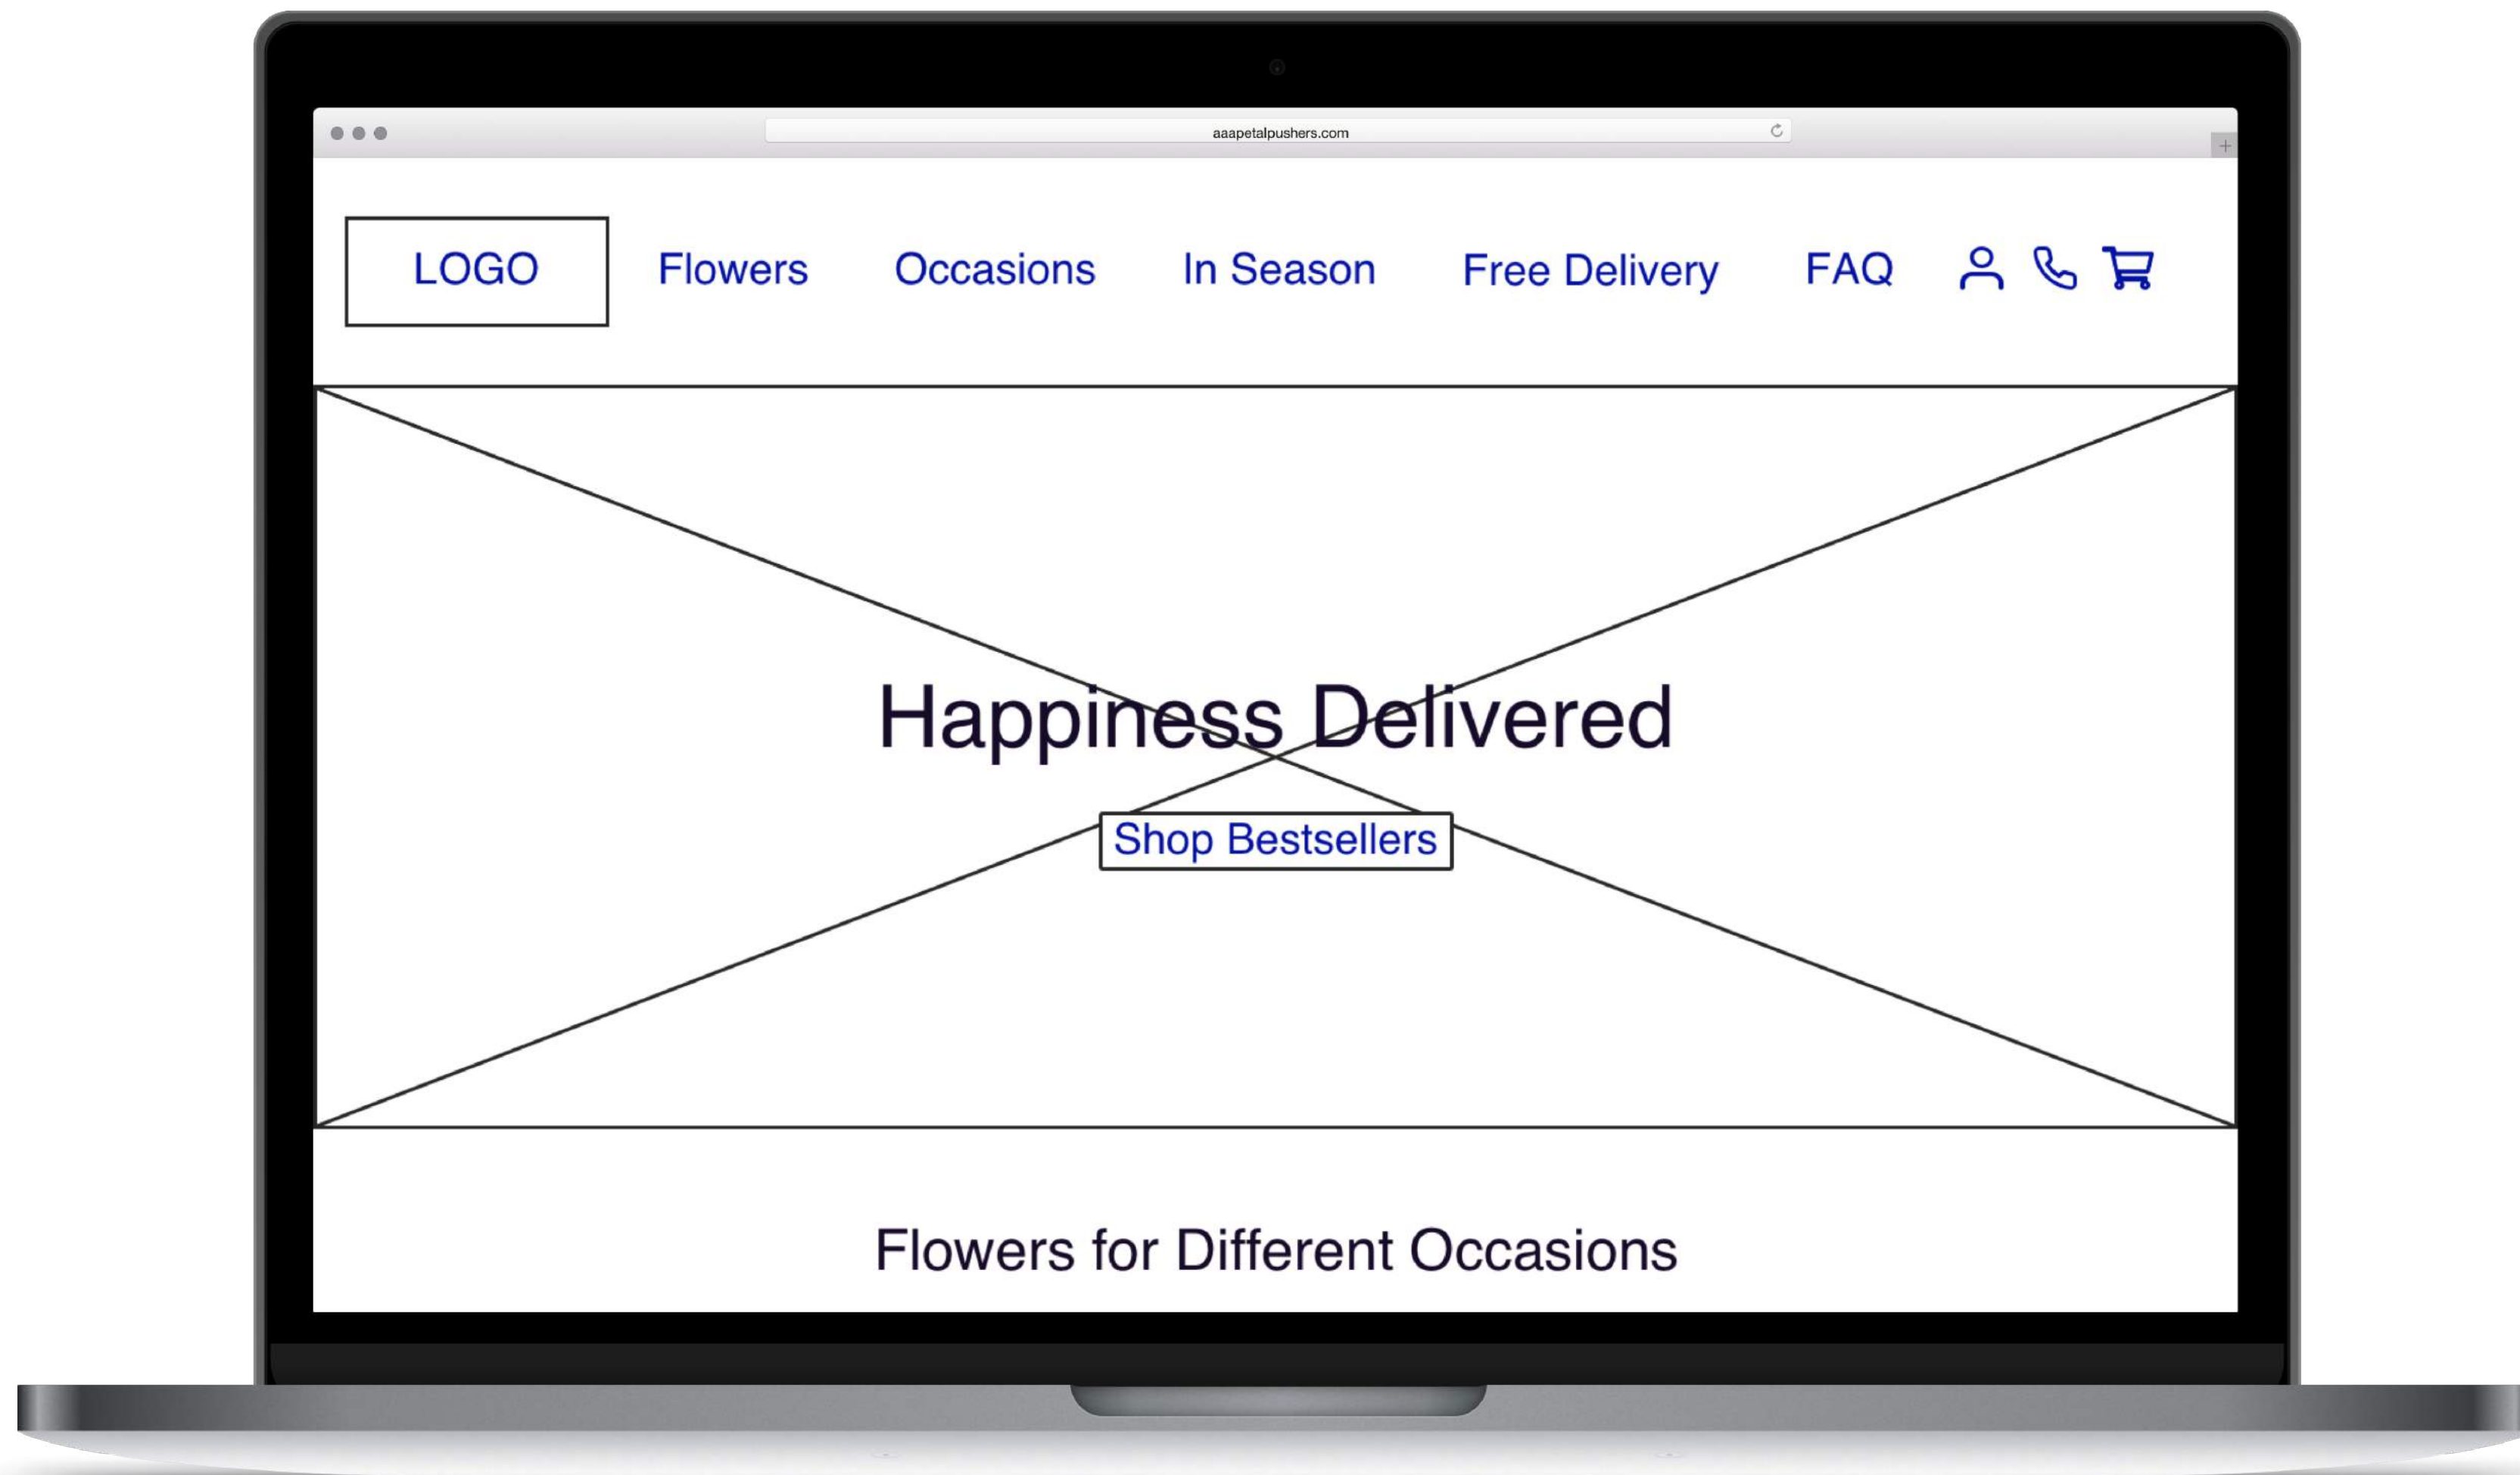 aaapetalpushers.com
LOGO Flowers Occasions In Season Free Delivery FAQ
Happiness Delivered
Shop Bestsellers
Flowers for Different Occasions